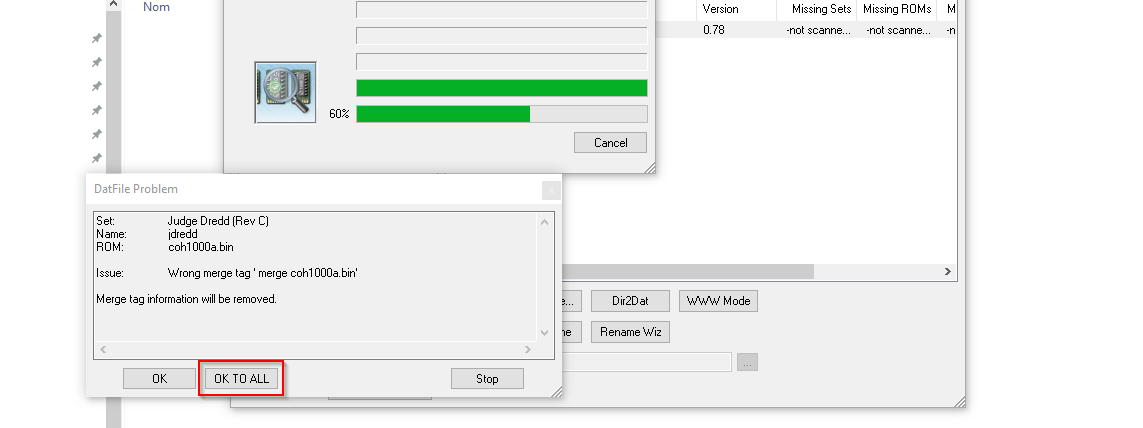 Nom
Version Missing Sets Missing ROMs M
0.78 -not scanne... -not scanne... -n
60%
Cancel
DatFile Problem
Set: Judge Dredd (Rev C)
Name: jdredd
ROM: coh1000a.bin
Issue: Wrong merge tag ' merge coh1000a.bin'
Merge tag information will be removed.
e... Dir2Dat WWW Mode
ne Rename Wiz
...
OK OK TO ALL Stop